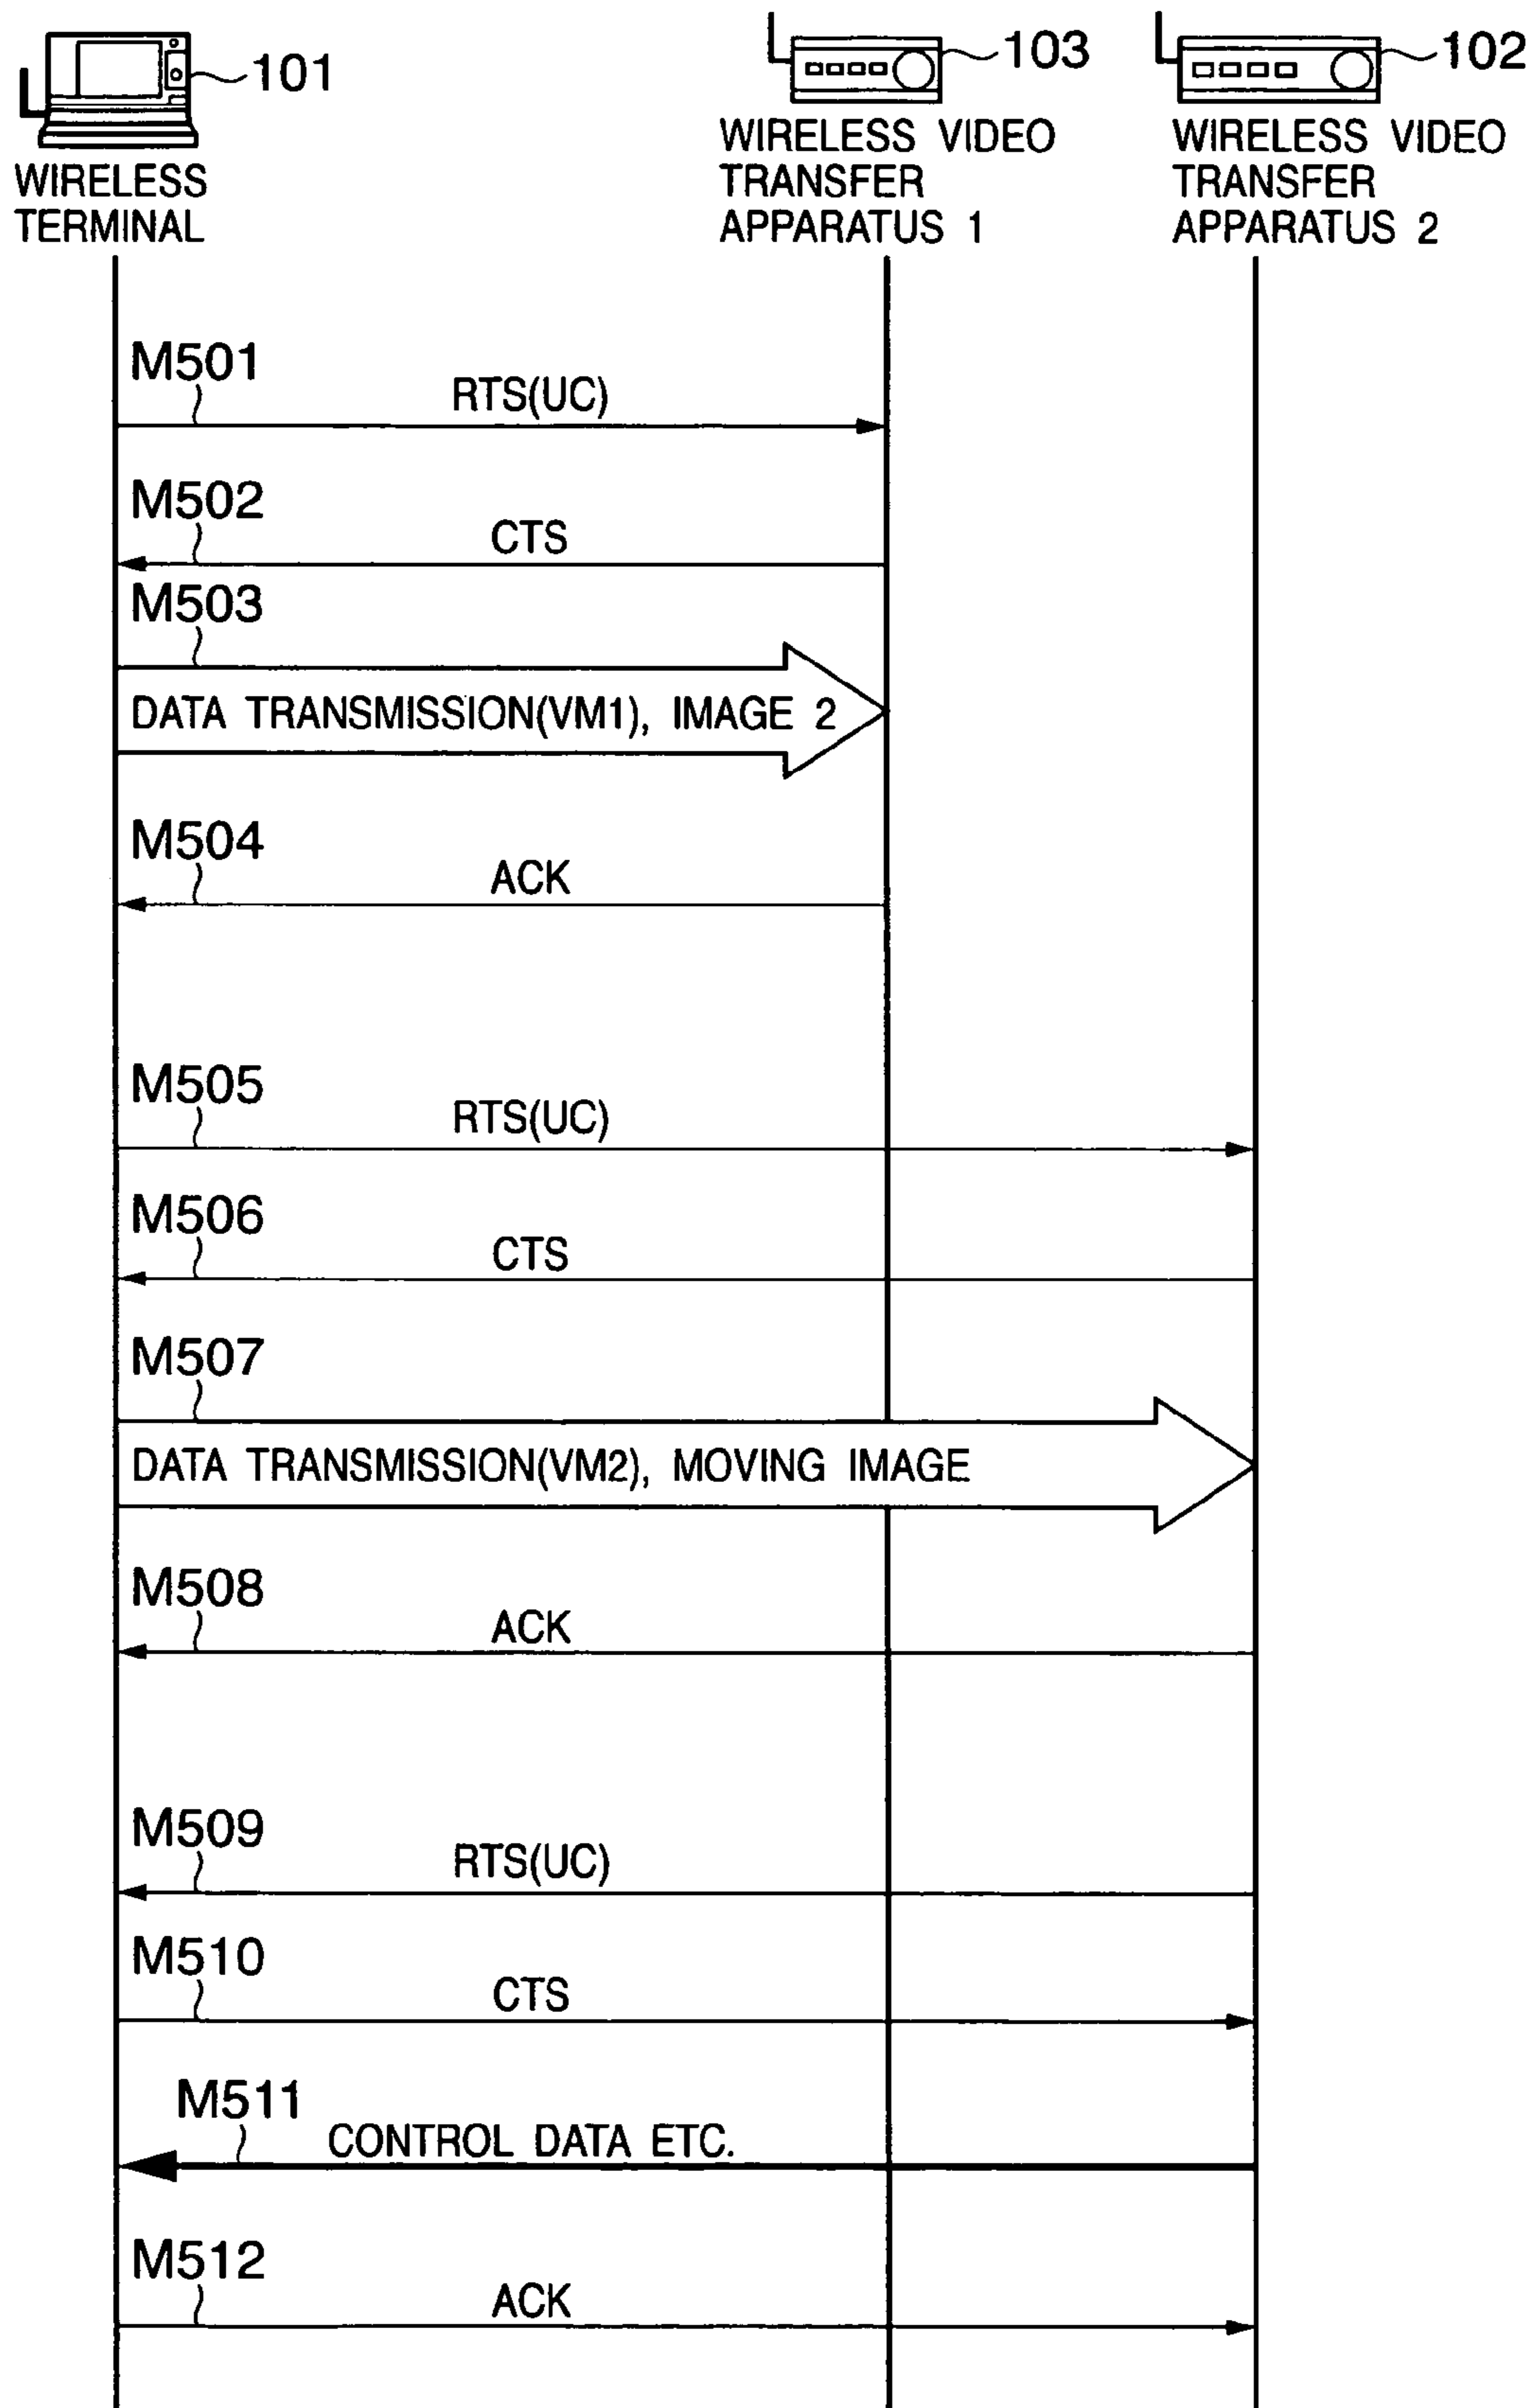 101
103
102
WIRELESS
TERMINAL
WIRELESS VIDEO
TRANSFER
APPARATUS 1
WIRELESS VIDEO
TRANSFER
APPARATUS 2
M501
RTS(UC)
M502
CTS
M503
DATA TRANSMISSION(VM1), IMAGE 2
M504
ACK
M505
RTS(UC)
M506
CTS
M507
DATA TRANSMISSION(VM2), MOVING IMAGE
M508
ACK
M509
RTS(UC)
M510
CTS
M511
CONTROL DATA ETC.
M512
ACK